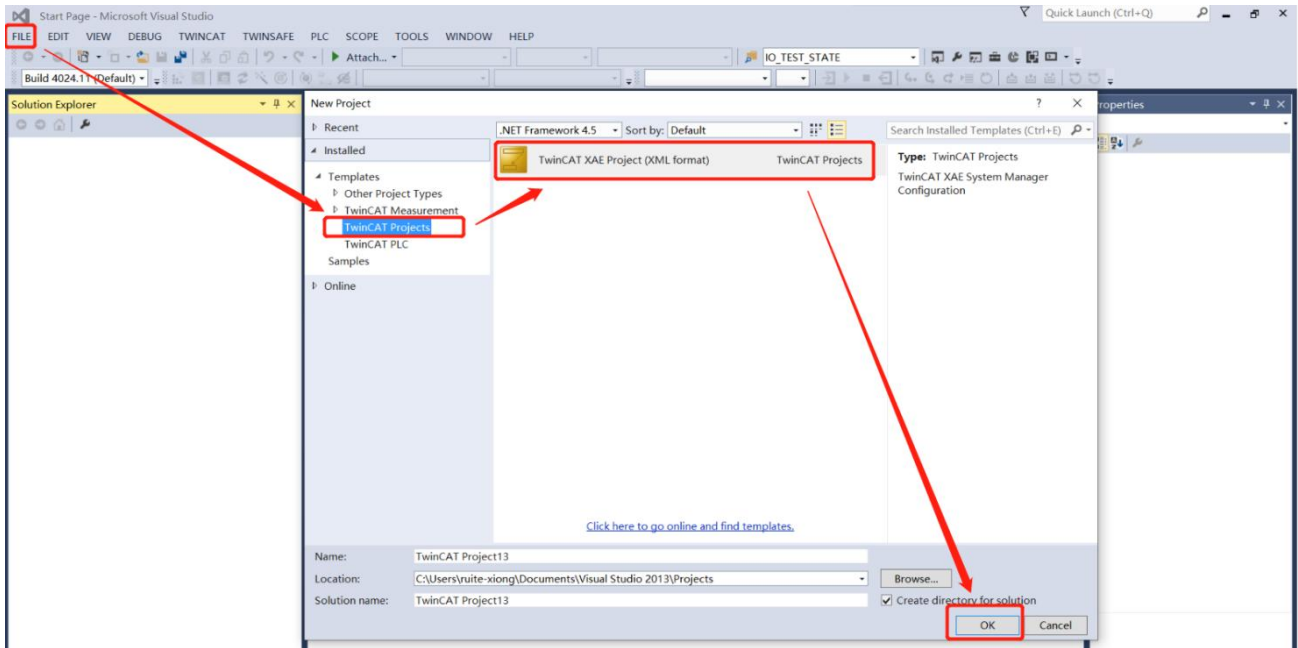 Start Page - Microsoft Visual Studio
Quick Launch (Ctrl+Q)
FILE EDIT VIEW DEBUG TWINCAT TWINSAFE PLC SCOPE TOOLS WINDOW HELP
Attach...
IO_TEST_STATE
Build 4024.11 (Default)
Solution Explorer
New Project
roperties
Recent
.NET Framework 4.5
Sort by: Default
Search Installed Templates (Ctrl+E)
Installed
TwinCAT XAE Project (XML format)
TwinCAT Projects
Type: TwinCAT Projects
TwinCAT XAE System Manager
Configuration
Templates
Other Project Types
TwinCAT Measurement
TwinCAT Projects
TwinCAT PLC
Samples
Online
Click here to go online and find templates.
Name: TwinCAT Project13
Location: C:\Users\ruite-xiong\Documents\Visual Studio 2013\Projects
Browse...
Solution name: TwinCAT Project13
Create directory for solution
OK Cancel